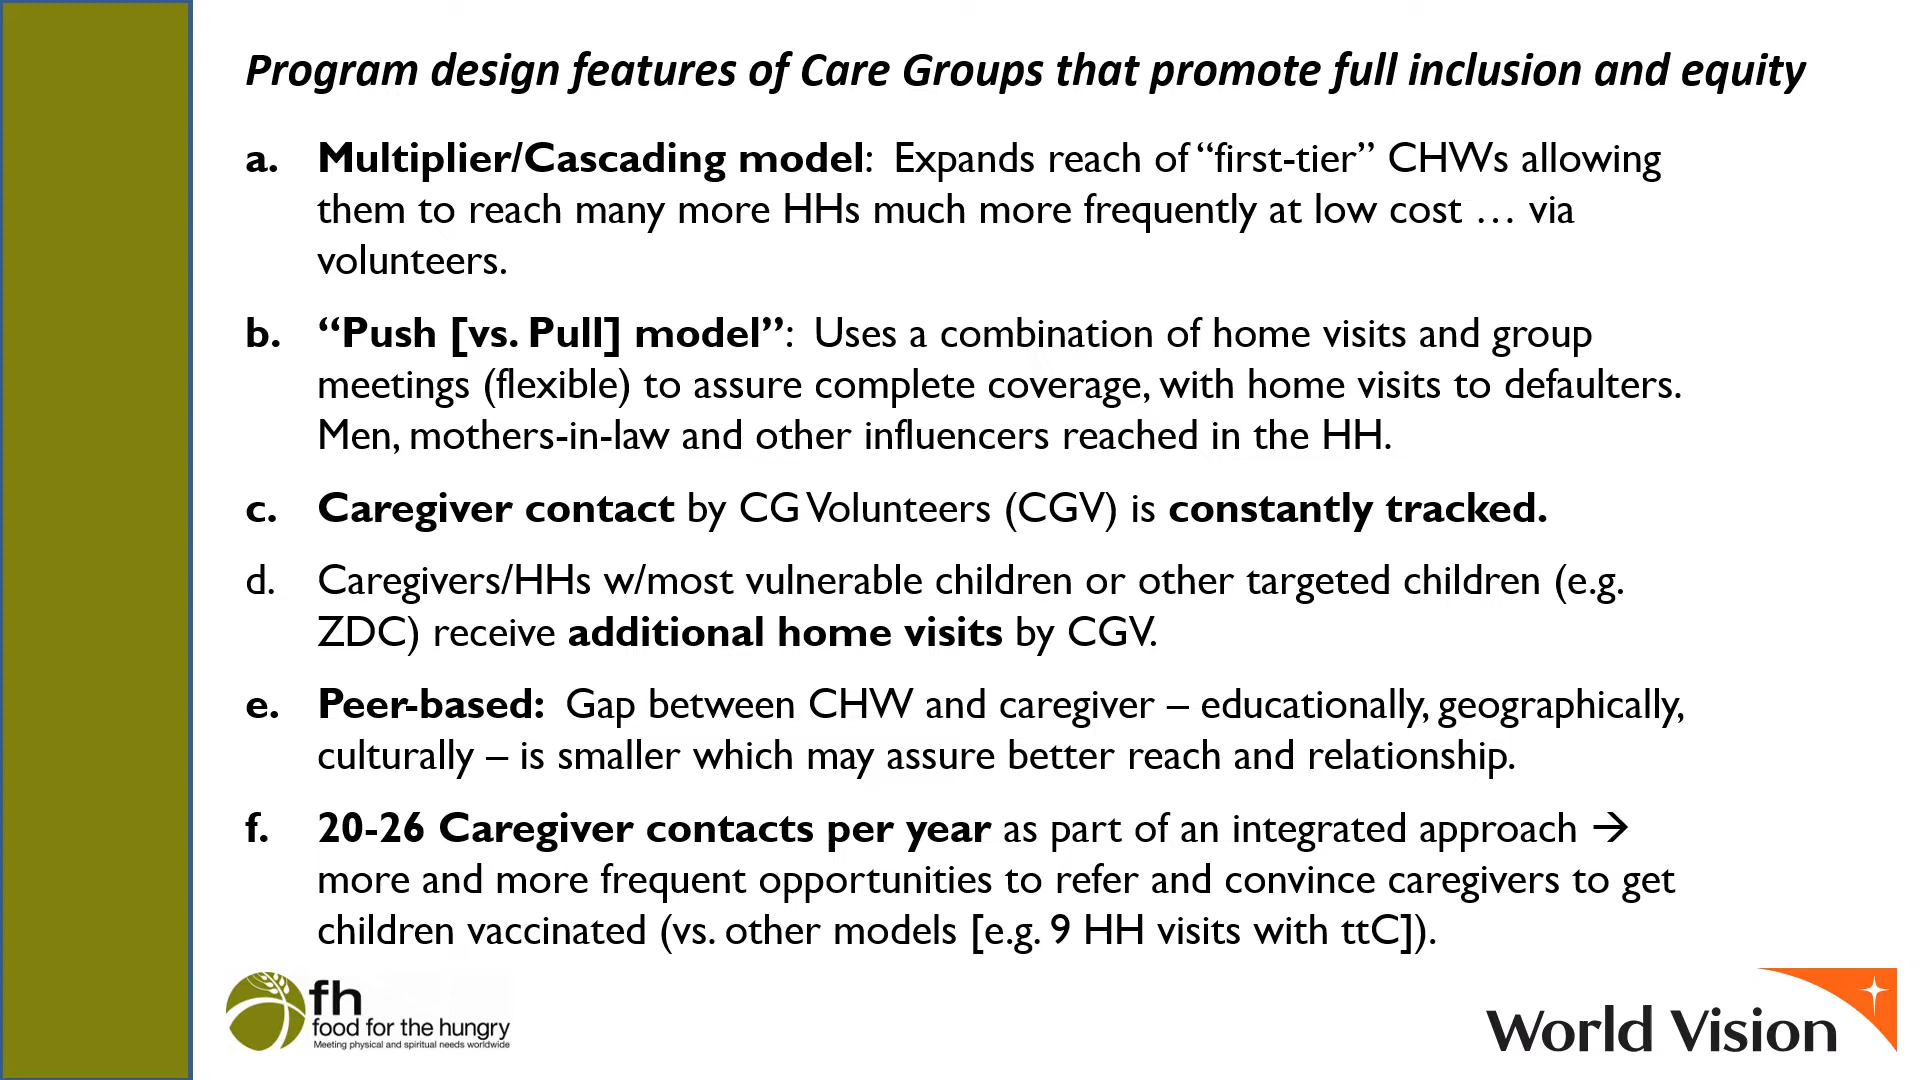 Program design features of Care Groups that promote full inclusion and equity
a. Multiplier/Cascading model: Expands reach of “first-tier” CHWs allowing
them to reach many more HHs much more frequently at low cost … via
volunteers.
b. “Push [vs. Pull] model”: Uses a combination of home visits and group
meetings (flexible) to assure complete coverage, with home visits to defaulters.
Men, mothers-in-law and other influencers reached in the HH.
c. Caregiver contact by CG Volunteers (CGV) is constantly tracked.
d. Caregivers/HHs w/most vulnerable children or other targeted children (e.g.
ZDC) receive additional home visits by CGV.
e. Peer-based: Gap between CHW and caregiver – educationally, geographically,
culturally – is smaller which may assure better reach and relationship.
f. 20-26 Caregiver contacts per year as part of an integrated approach →
more and more frequent opportunities to refer and convince caregivers to get
children vaccinated (vs. other models [e.g. 9 HH visits with ttC]).
fh
food for the hungry
Meeting physical and spiritual needs worldwide
World Vision